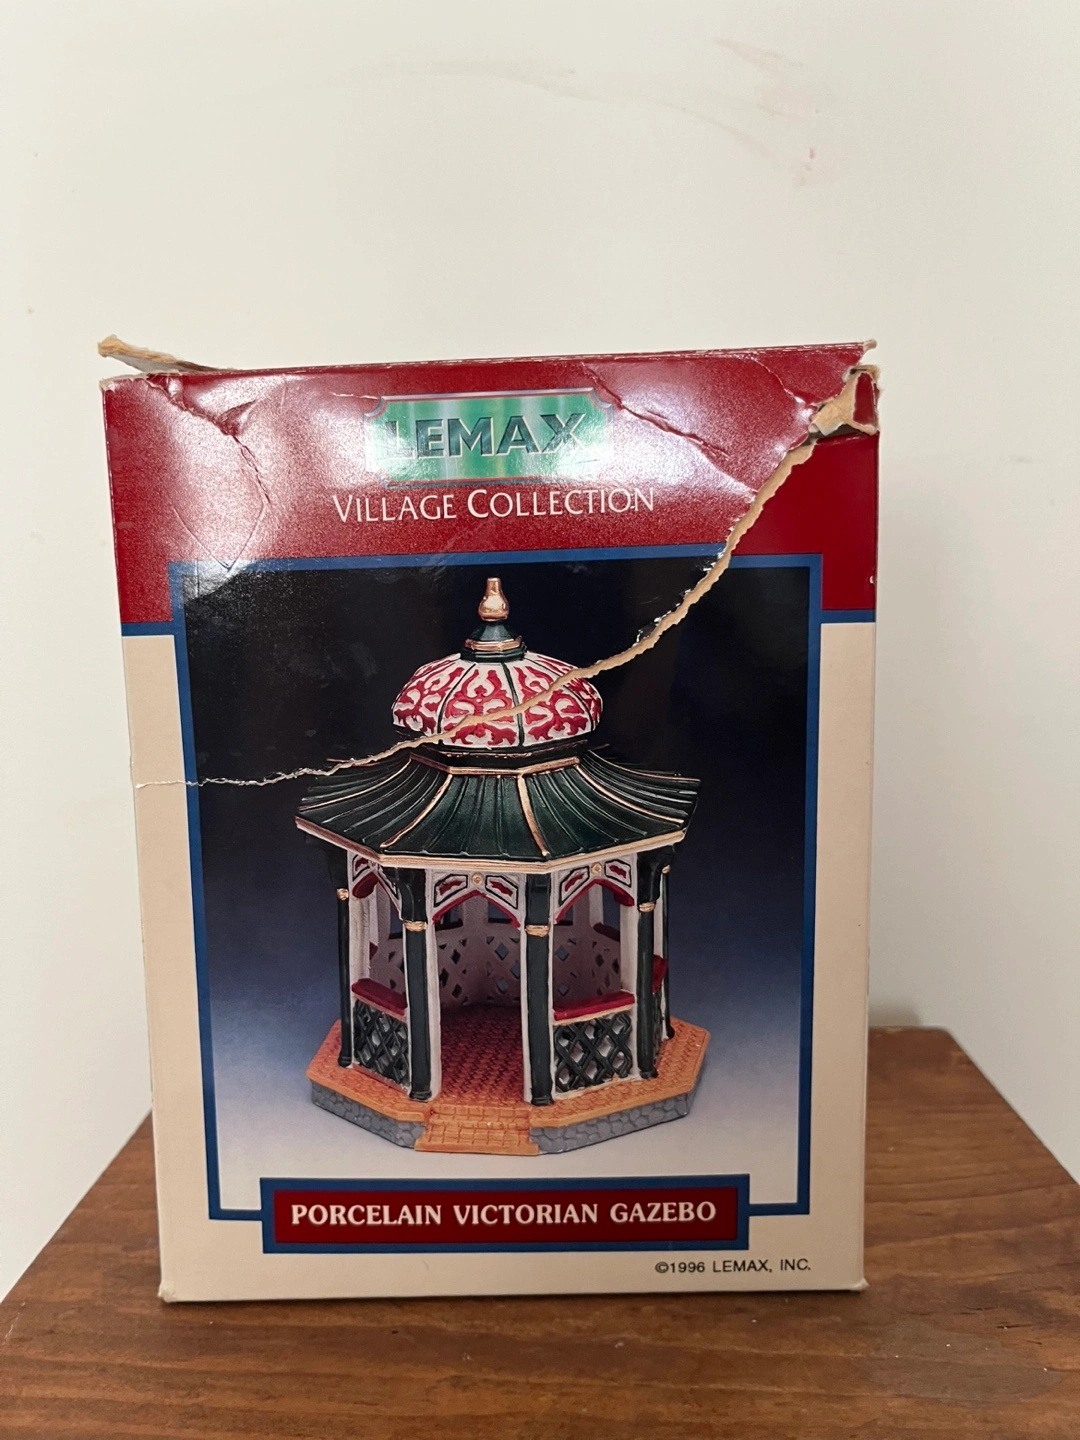 LEMAX
VILLAGE COLLECTION
PORCELAIN VICTORIAN GAZEBO
©1996 LEMAX, INC.